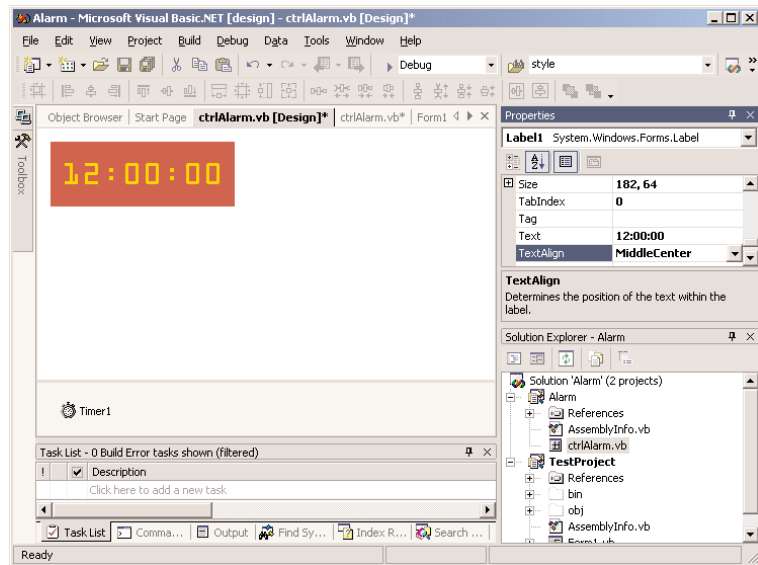 Alarm - Microsoft Visual Basic.NET [design] - ctrlAlarm.vb [Design]*
File Edit View Project Build Debug Data Tools Window Help
Debug style
Object Browser Start Page ctrlAlarm.vb [Design]* ctrlAlarm.vb* Form1
Toolbox
12:00:00
Timer1
Properties
Label1 System.Windows.Forms.Label
Size 182, 64
TabIndex 0
Tag
Text 12:00:00
TextAlign MiddleCenter
TextAlign
Determines the position of the text within the
label.
Solution Explorer - Alarm
Solution 'Alarm' (2 projects)
Alarm
References
AssemblyInfo.vb
ctrlAlarm.vb
TestProject
References
bin
obj
AssemblyInfo.vb
Form1.vb
Task List - 0 Build Error tasks shown (filtered)
! Description
Click here to add a new task
Task List Comma... Output Find Sy... Index R... Search ...
Ready